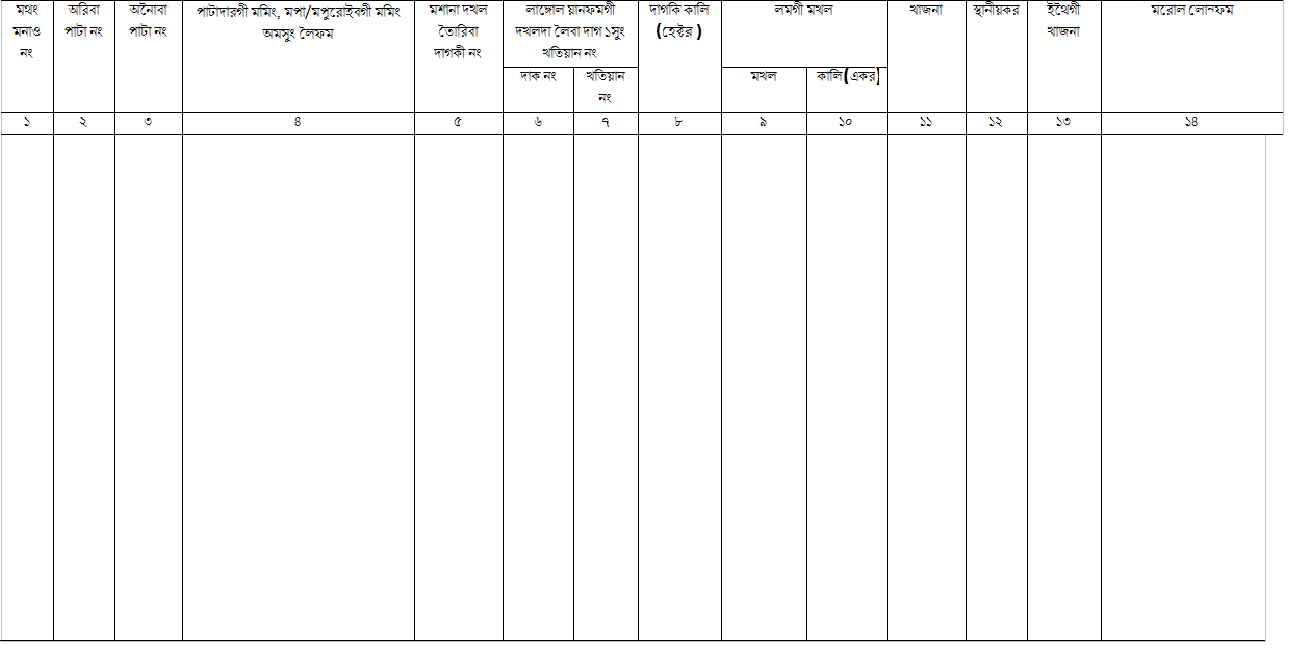 মথং
মনাও
নং
অরিবা
পাট্টা নং
অনৌবা
পাট্টা নং
পাট্টাদারগী মমিং, মপা/মপুরোইবগী মমিং
অমসুং লৈফম
মশানা দখল
তৌরিবা
দাগকী নং
লাঙ্গোল য়ানফমগী
দখলদা লৈবা দাগ ১সুং
খতিয়ান নং
দাগকি কালি
(হেক্টর )
লমগী মখল
খাজনা
স্থানীয়কর
ইথৈগী
খাজনা
মরোল লোন্ফম
দাক নং
খতিয়ান
নং
মখল
কালি(একর)
১ ২ ৩ ৪ ৫ ৬ ৭ ৮ ৯ ১০ ১১ ১২ ১৩ ১৪